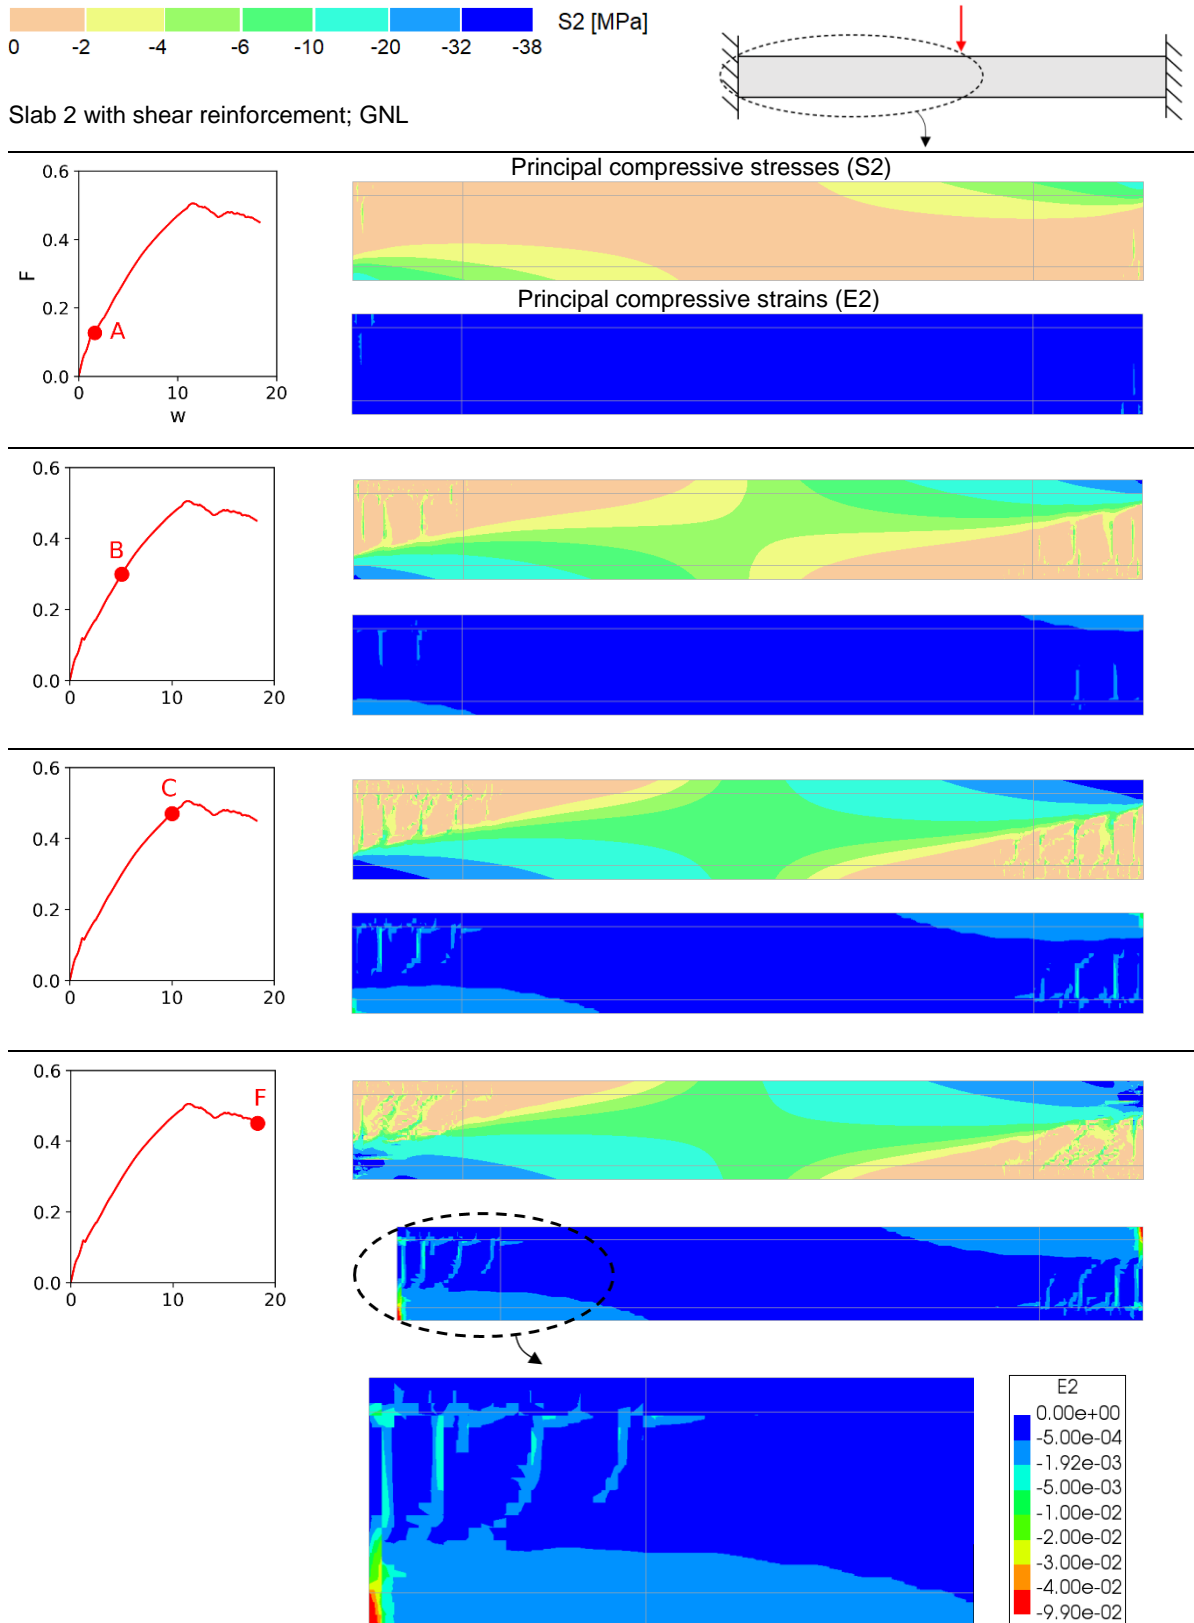 S2 [MPa]
0 -2 -4 -6 -10 -20 -32 -38
Slab 2 with shear reinforcement; GNL
Principal compressive stresses (S2)
0.6
0.4
F
0.2
A
0.0
0 10 20
w
Principal compressive strains (E2)
0.6
B
0.4
0.2
0.0
0 10 20
0.6
C
0.4
0.2
0.0
0 10 20
0.6
F
0.4
0.2
0.0
0 10 20
E2
0.00e+00
-5.00e-04
-1.92e-03
-5.00e-03
-1.00e-02
-2.00e-02
-3.00e-02
-4.00e-02
-9.90e-02